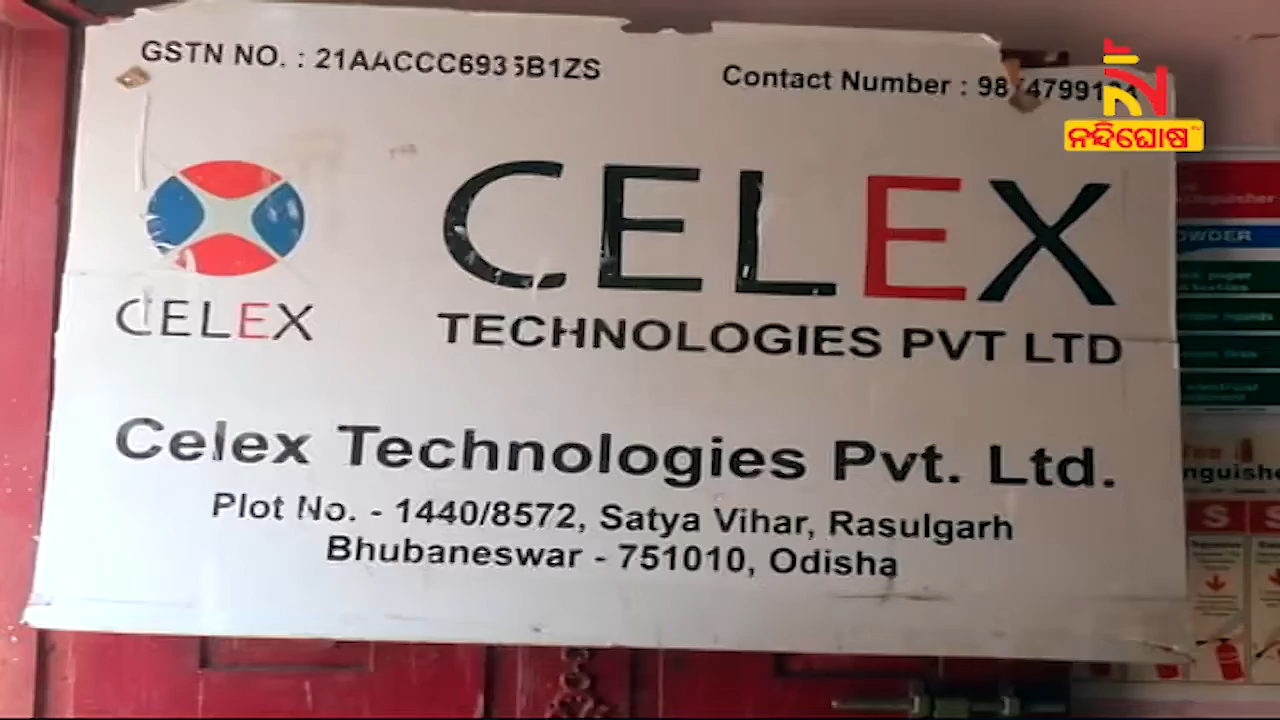 GSTN NO. : 21AACCC6935B1ZS
Contact Number :
ନନ୍ଦିଘୋଷ
CELEX
CELEX
TECHNOLOGIES PVT LTD
Celex Technologies Pvt. Ltd.
Plot No. - 1440/8572, Satya Vihar, Rasulgarh
Bhubaneswar - 751010, Odisha